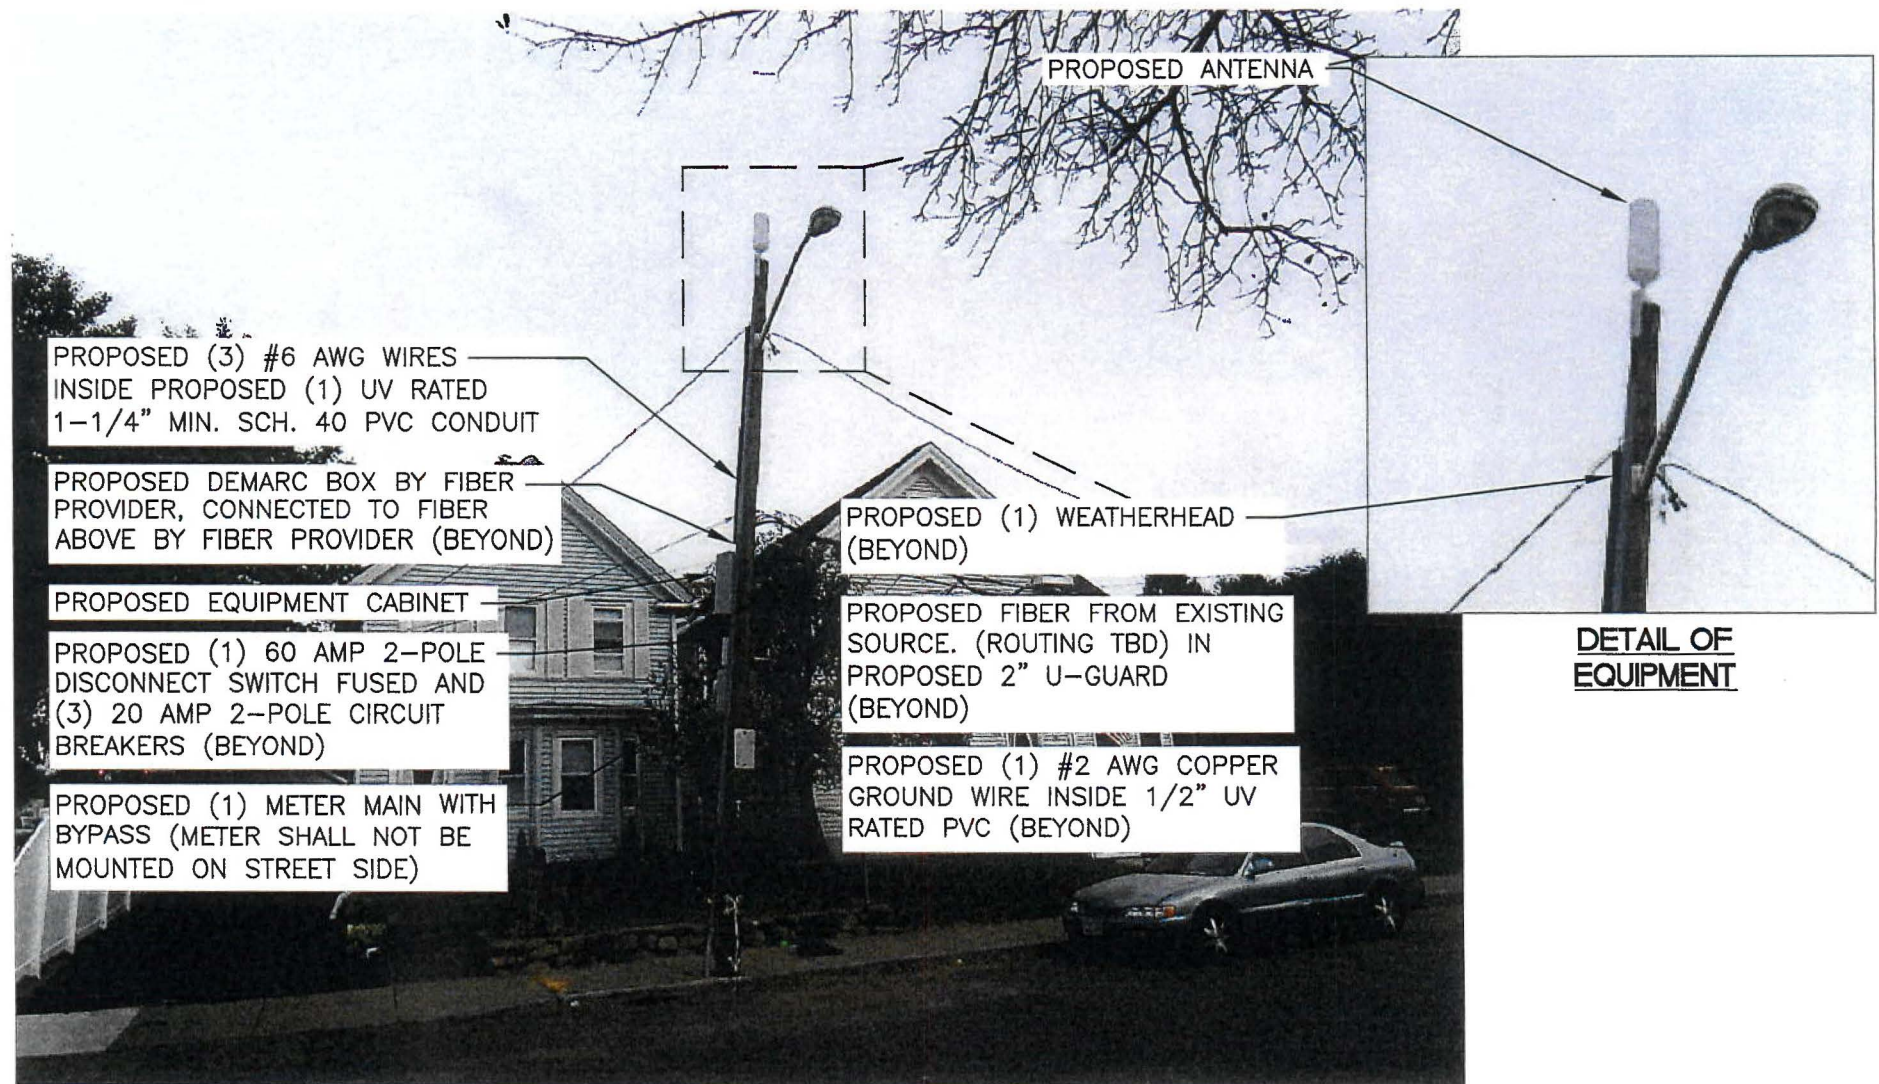 PROPOSED ANTENNA
PROPOSED (3) #6 AWG WIRES
INSIDE PROPOSED (1) UV RATED
1-1/4" MIN. SCH. 40 PVC CONDUIT
PROPOSED DEMARC BOX BY FIBER
PROVIDER, CONNECTED TO FIBER
ABOVE BY FIBER PROVIDER (BEYOND)
PROPOSED EQUIPMENT CABINET
PROPOSED (1) 60 AMP 2-POLE
DISCONNECT SWITCH FUSED AND
(3) 20 AMP 2-POLE CIRCUIT
BREAKERS (BEYOND)
PROPOSED (1) METER MAIN WITH
BYPASS (METER SHALL NOT BE
MOUNTED ON STREET SIDE)
PROPOSED (1) WEATHERHEAD
(BEYOND)
PROPOSED FIBER FROM EXISTING
SOURCE. (ROUTING TBD) IN
PROPOSED 2" U-GUARD
(BEYOND)
PROPOSED (1) #2 AWG COPPER
GROUND WIRE INSIDE 1/2" UV
RATED PVC (BEYOND)
DETAIL OF
EQUIPMENT